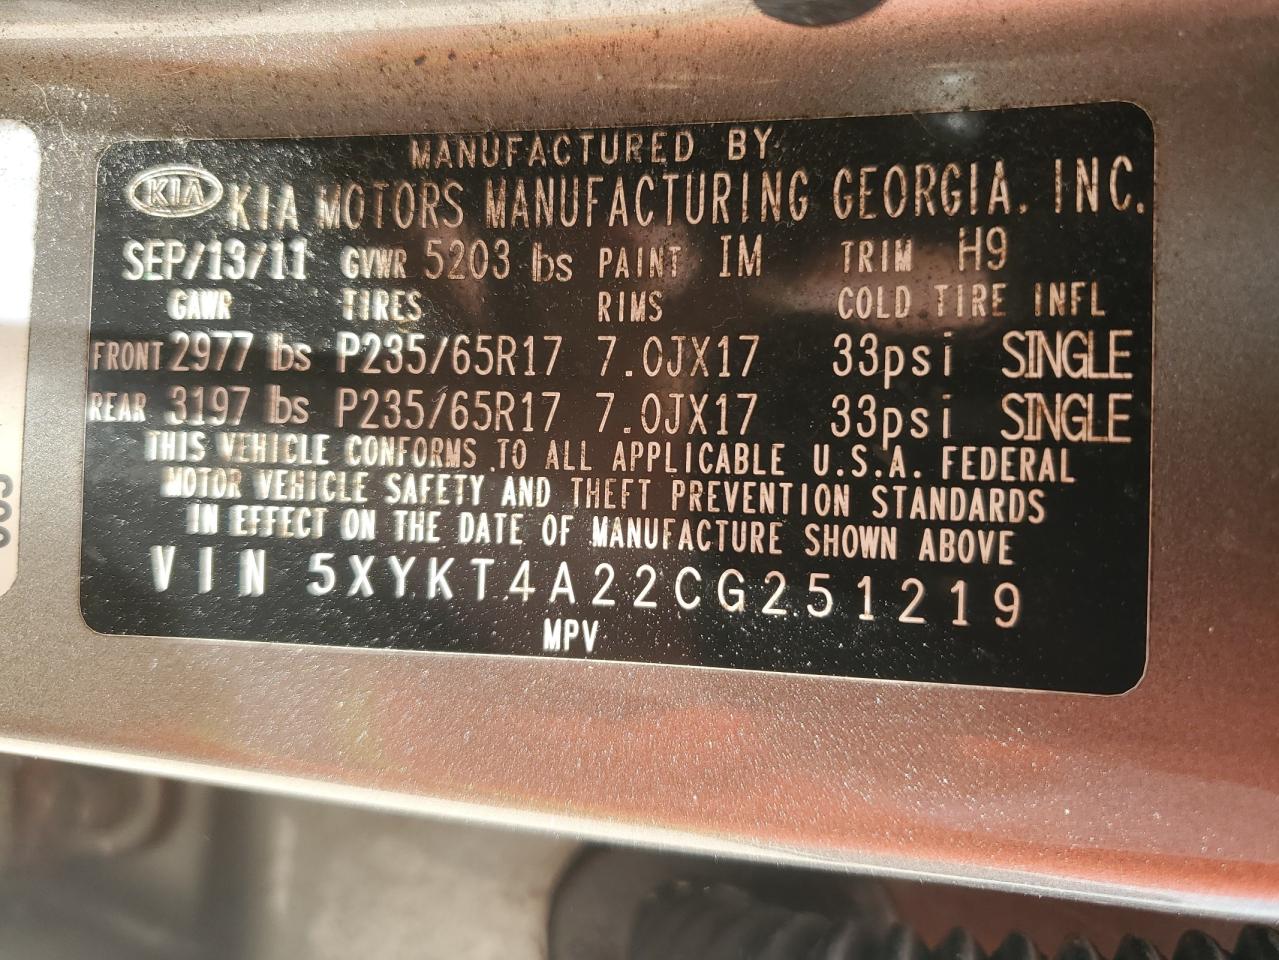 MANUFACTURED BY
KIA KIA MOTORS MANUFACTURING GEORGIA, INC.
SEP/13/11 GVWR 5203 lbs PAINT IM TRIM H9
GAWR TIRES RIMS COLD TIRE INFL
FRONT 2977 lbs P235/65R17 7.0JX17 33psi SINGLE
REAR 3197 lbs P235/65R17 7.0JX17 33psi SINGLE
THIS VEHICLE CONFORMS TO ALL APPLICABLE U.S.A. FEDERAL
MOTOR VEHICLE SAFETY AND THEFT PREVENTION STANDARDS
IN EFFECT ON THE DATE OF MANUFACTURE SHOWN ABOVE
VIN 5XYKT4A22CG251219
MPV